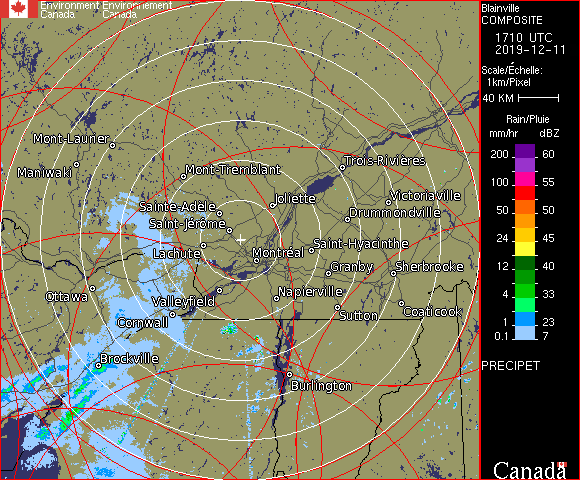 Environment Environnement
Canada Canada
Blainville
COMPOSITE
1710 UTC
2019-12-11
Scale/Échelle:
1km/Pixel
40 KM
Rain/Pluie
mm/hr dBZ
200 60
100 55
50 50
24 45
12 40
4 33
1 23
0.1 7
PRECIPET
Mont-Laurier
Maniwaki
Mont-Tremblant
Trois-Rivières
Sainte-Adèle
Joliette
Victoriaville
Saint-Jérôme
Drummondville
Lachute
Montréal
Saint-Hyacinthe
Granby
Sherbrooke
Ottawa
Valleyfield
Napierville
Cornwall
Sutton
Coaticook
Brockville
Burlington
Canada